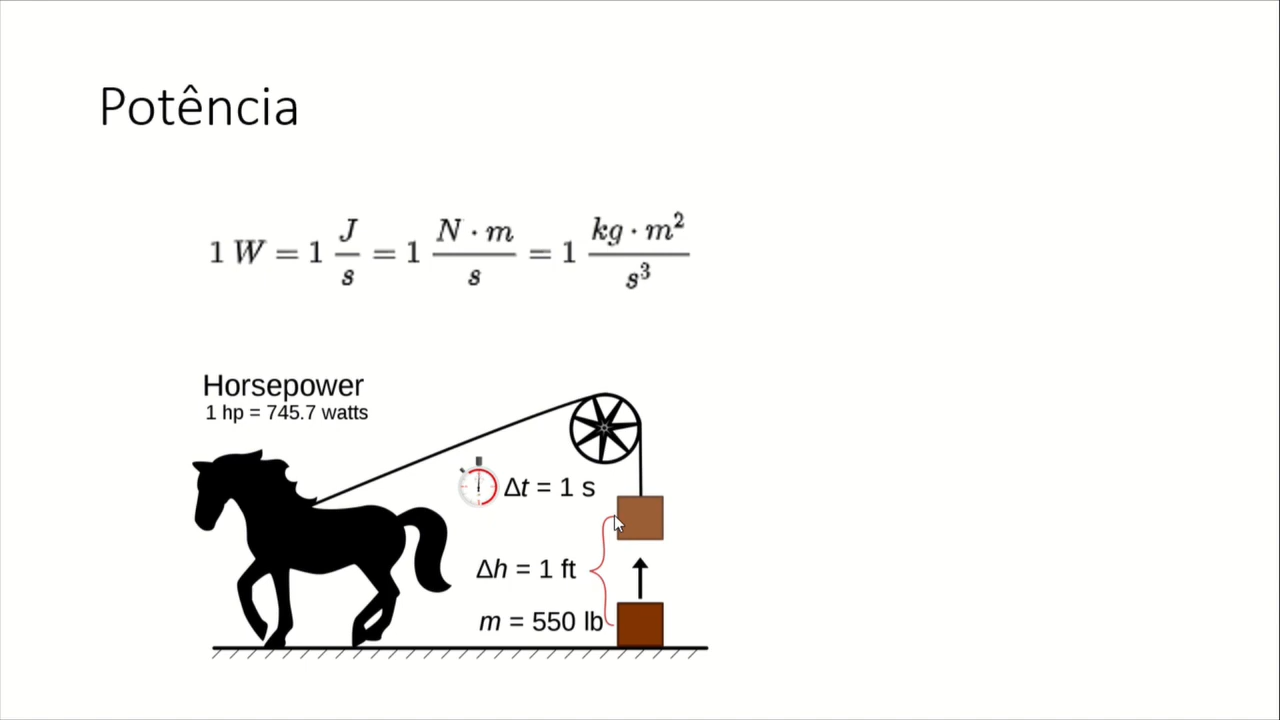 Potência
1 W = 1 J/s = 1 N · m/s = 1 kg · m²/s³
Horsepower
1 hp = 745.7 watts
Δt = 1 s
Δh = 1 ft
m = 550 lb